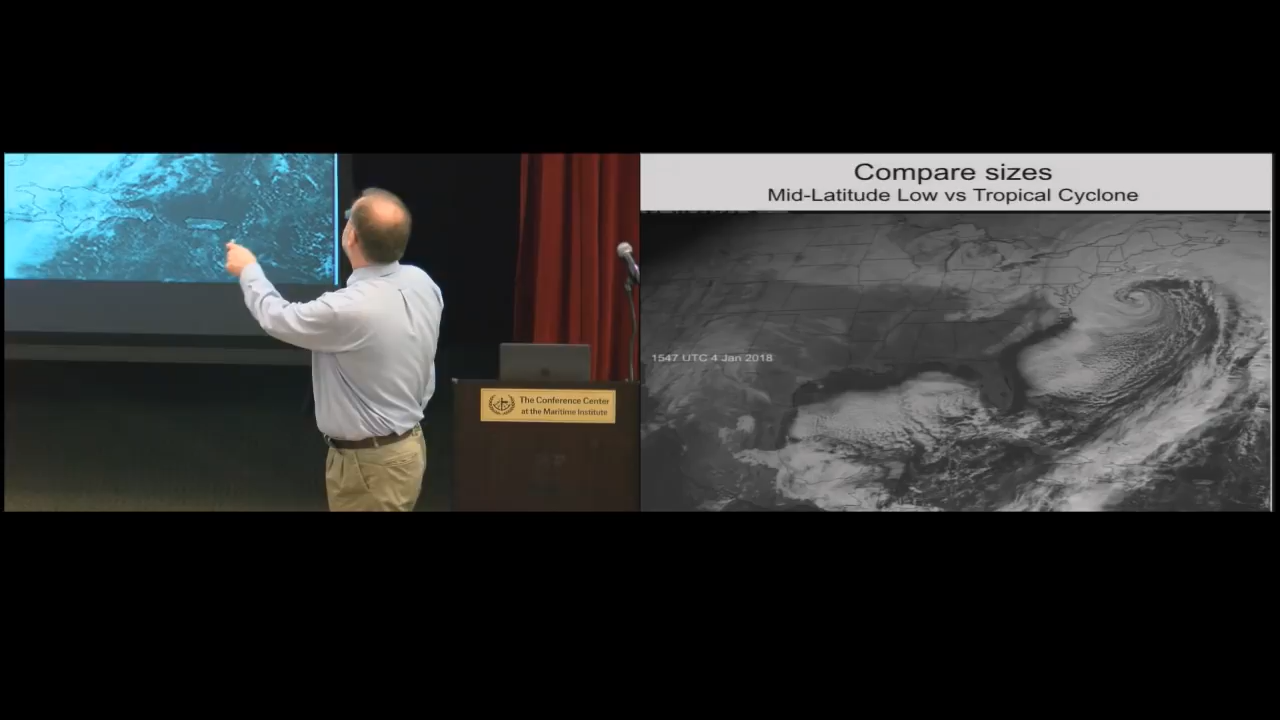 The Conference Center
at the Maritime Institute
Compare sizes
Mid-Latitude Low vs Tropical Cyclone
1547 UTC 4 Jan 2018